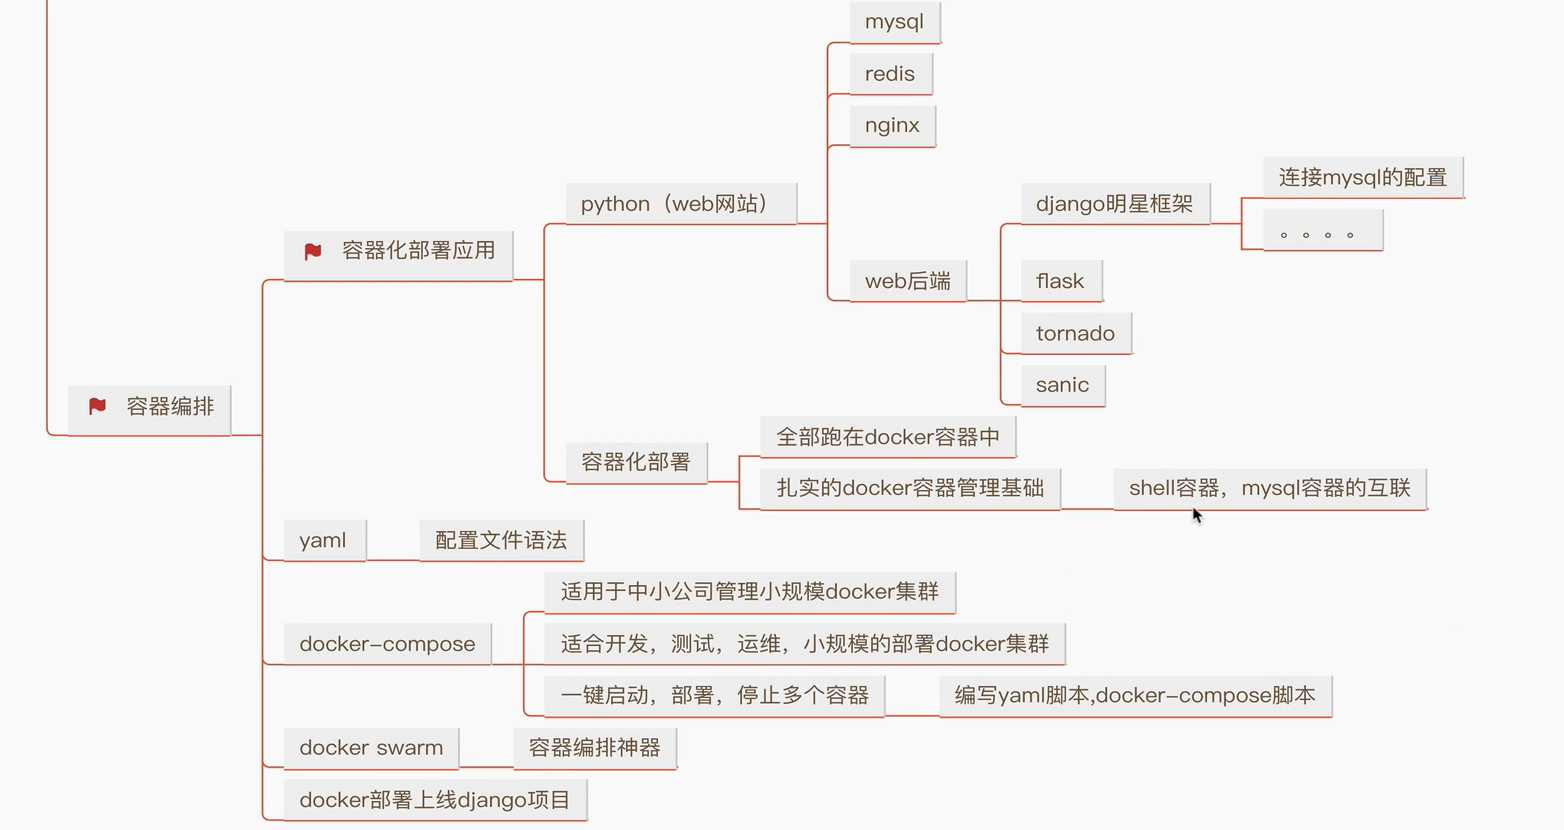 mysql
redis
nginx
连接mysql的配置
python（web网站）
django明星框架
。。。。
容器化部署应用
web后端
flask
tornado
sanic
容器编排
全部跑在docker容器中
容器化部署
扎实的docker容器管理基础
shell容器，mysql容器的互联
yaml
配置文件语法
适用于中小公司管理小规模docker集群
docker-compose
适合开发，测试，运维，小规模的部署docker集群
一键启动，部署，停止多个容器
编写yaml脚本,docker-compose脚本
docker swarm
容器编排神器
docker部署上线django项目